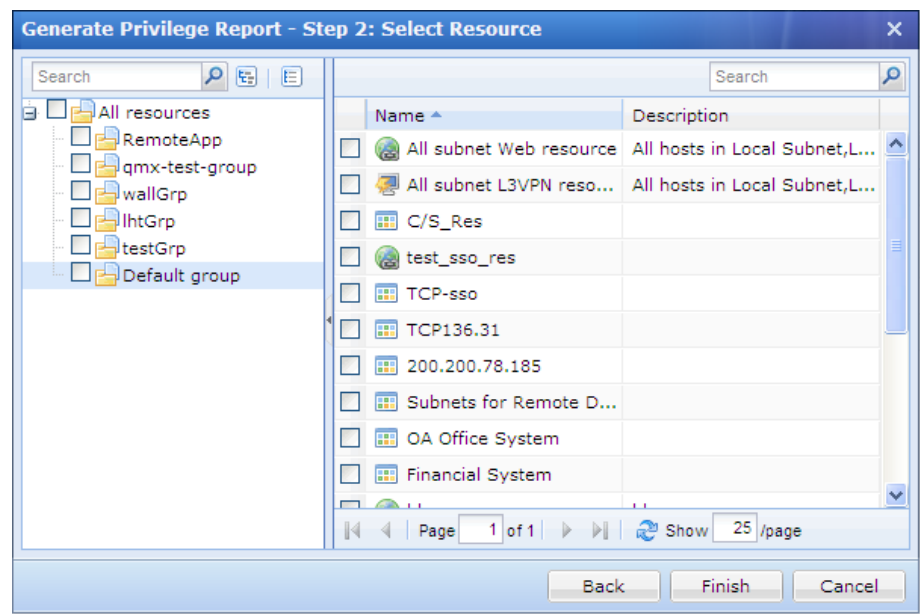 Generate Privilege Report - Step 2: Select Resource
Search
All resources
RemoteApp
qmx-test-group
wallGrp
lhtGrp
testGrp
Default group
Search
Name Description
All subnet Web resource All hosts in Local Subnet,L...
All subnet L3VPN reso... All hosts in Local Subnet,L...
C/S_Res
test_sso_res
TCP-sso
TCP136.31
200.200.78.185
Subnets for Remote D...
OA Office System
Financial System
Page 1 of 1 Show 25 /page
Back Finish Cancel